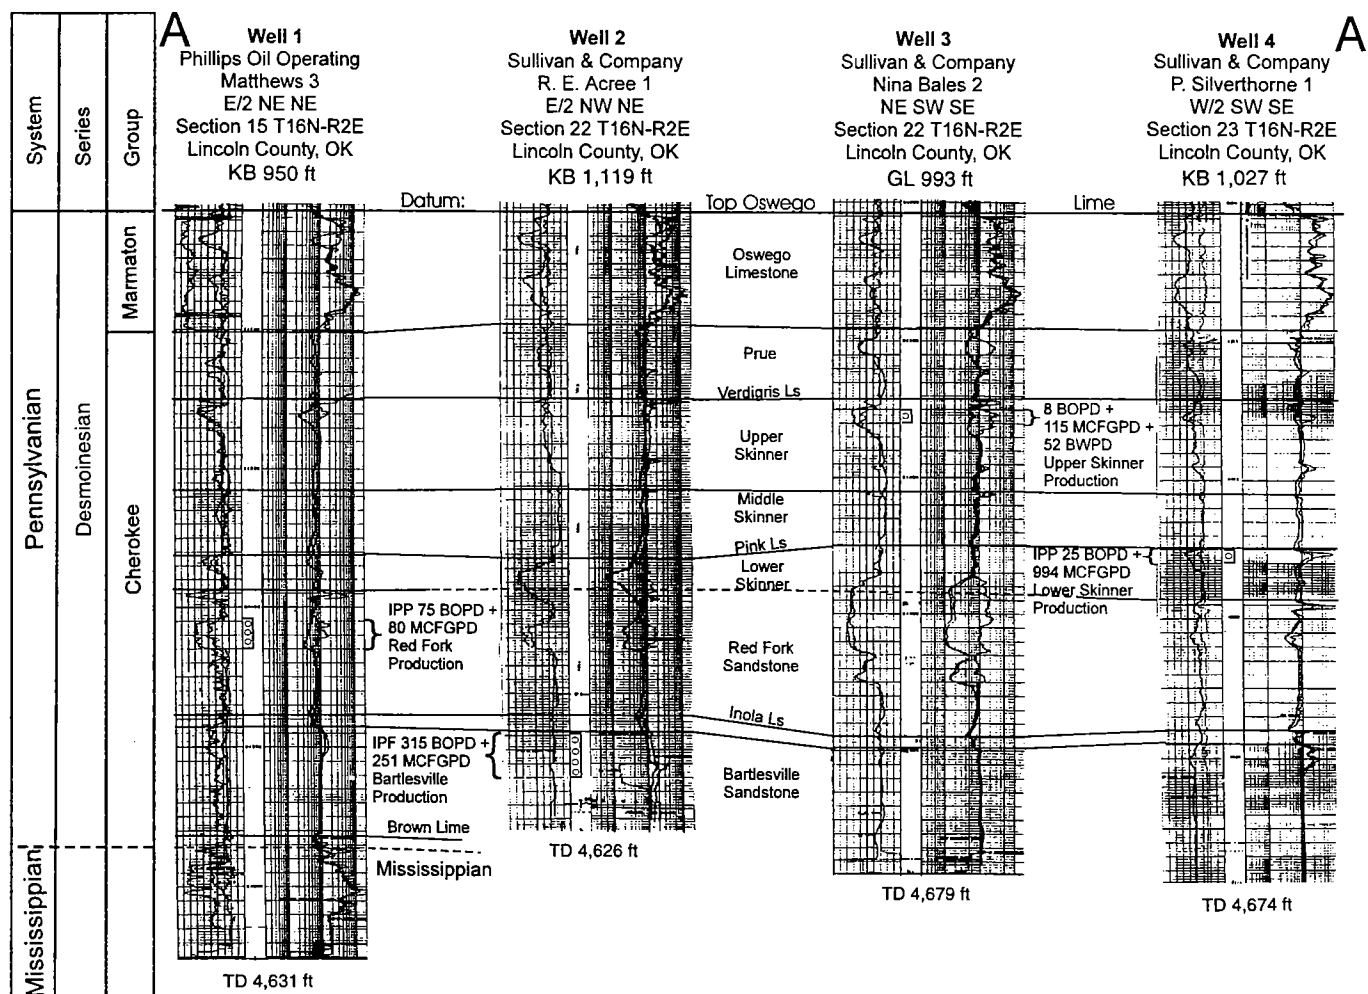 A
A
System
Series
Group
Well 1
Phillips Oil Operating
Matthews 3
E/2 NE NE
Section 15 T16N-R2E
Lincoln County, OK
KB 950 ft
Well 2
Sullivan & Company
R. E. Acree 1
E/2 NW NE
Section 22 T16N-R2E
Lincoln County, OK
KB 1,119 ft
Well 3
Sullivan & Company
Nina Bales 2
NE SW SE
Section 22 T16N-R2E
Lincoln County, OK
GL 993 ft
Well 4
Sullivan & Company
P. Silverthorne 1
W/2 SW SE
Section 23 T16N-R2E
Lincoln County, OK
KB 1,027 ft
Datum:
Top Oswego
Lime
Pennsylvanian
Mississippian
Desmoinesian
Marmaton
Cherokee
Oswego
Limestone
Prue
Verdigris Ls
Upper
Skinner
Middle
Skinner
Pink Ls
Lower
Skinner
Red Fork
Sandstone
Inola Ls
Bartlesville
Sandstone
8 BOPD +
115 MCFGPD +
52 BWPD
Upper Skinner
Production
IPP 25 BOPD +
994 MCFGPD
Lower Skinner
Production
IPP 75 BOPD +
80 MCFGPD
Red Fork
Production
IPF 315 BOPD +
251 MCFGPD
Bartlesville
Production
Brown Lime
Mississippian
TD 4,631 ft
TD 4,626 ft
TD 4,679 ft
TD 4,674 ft